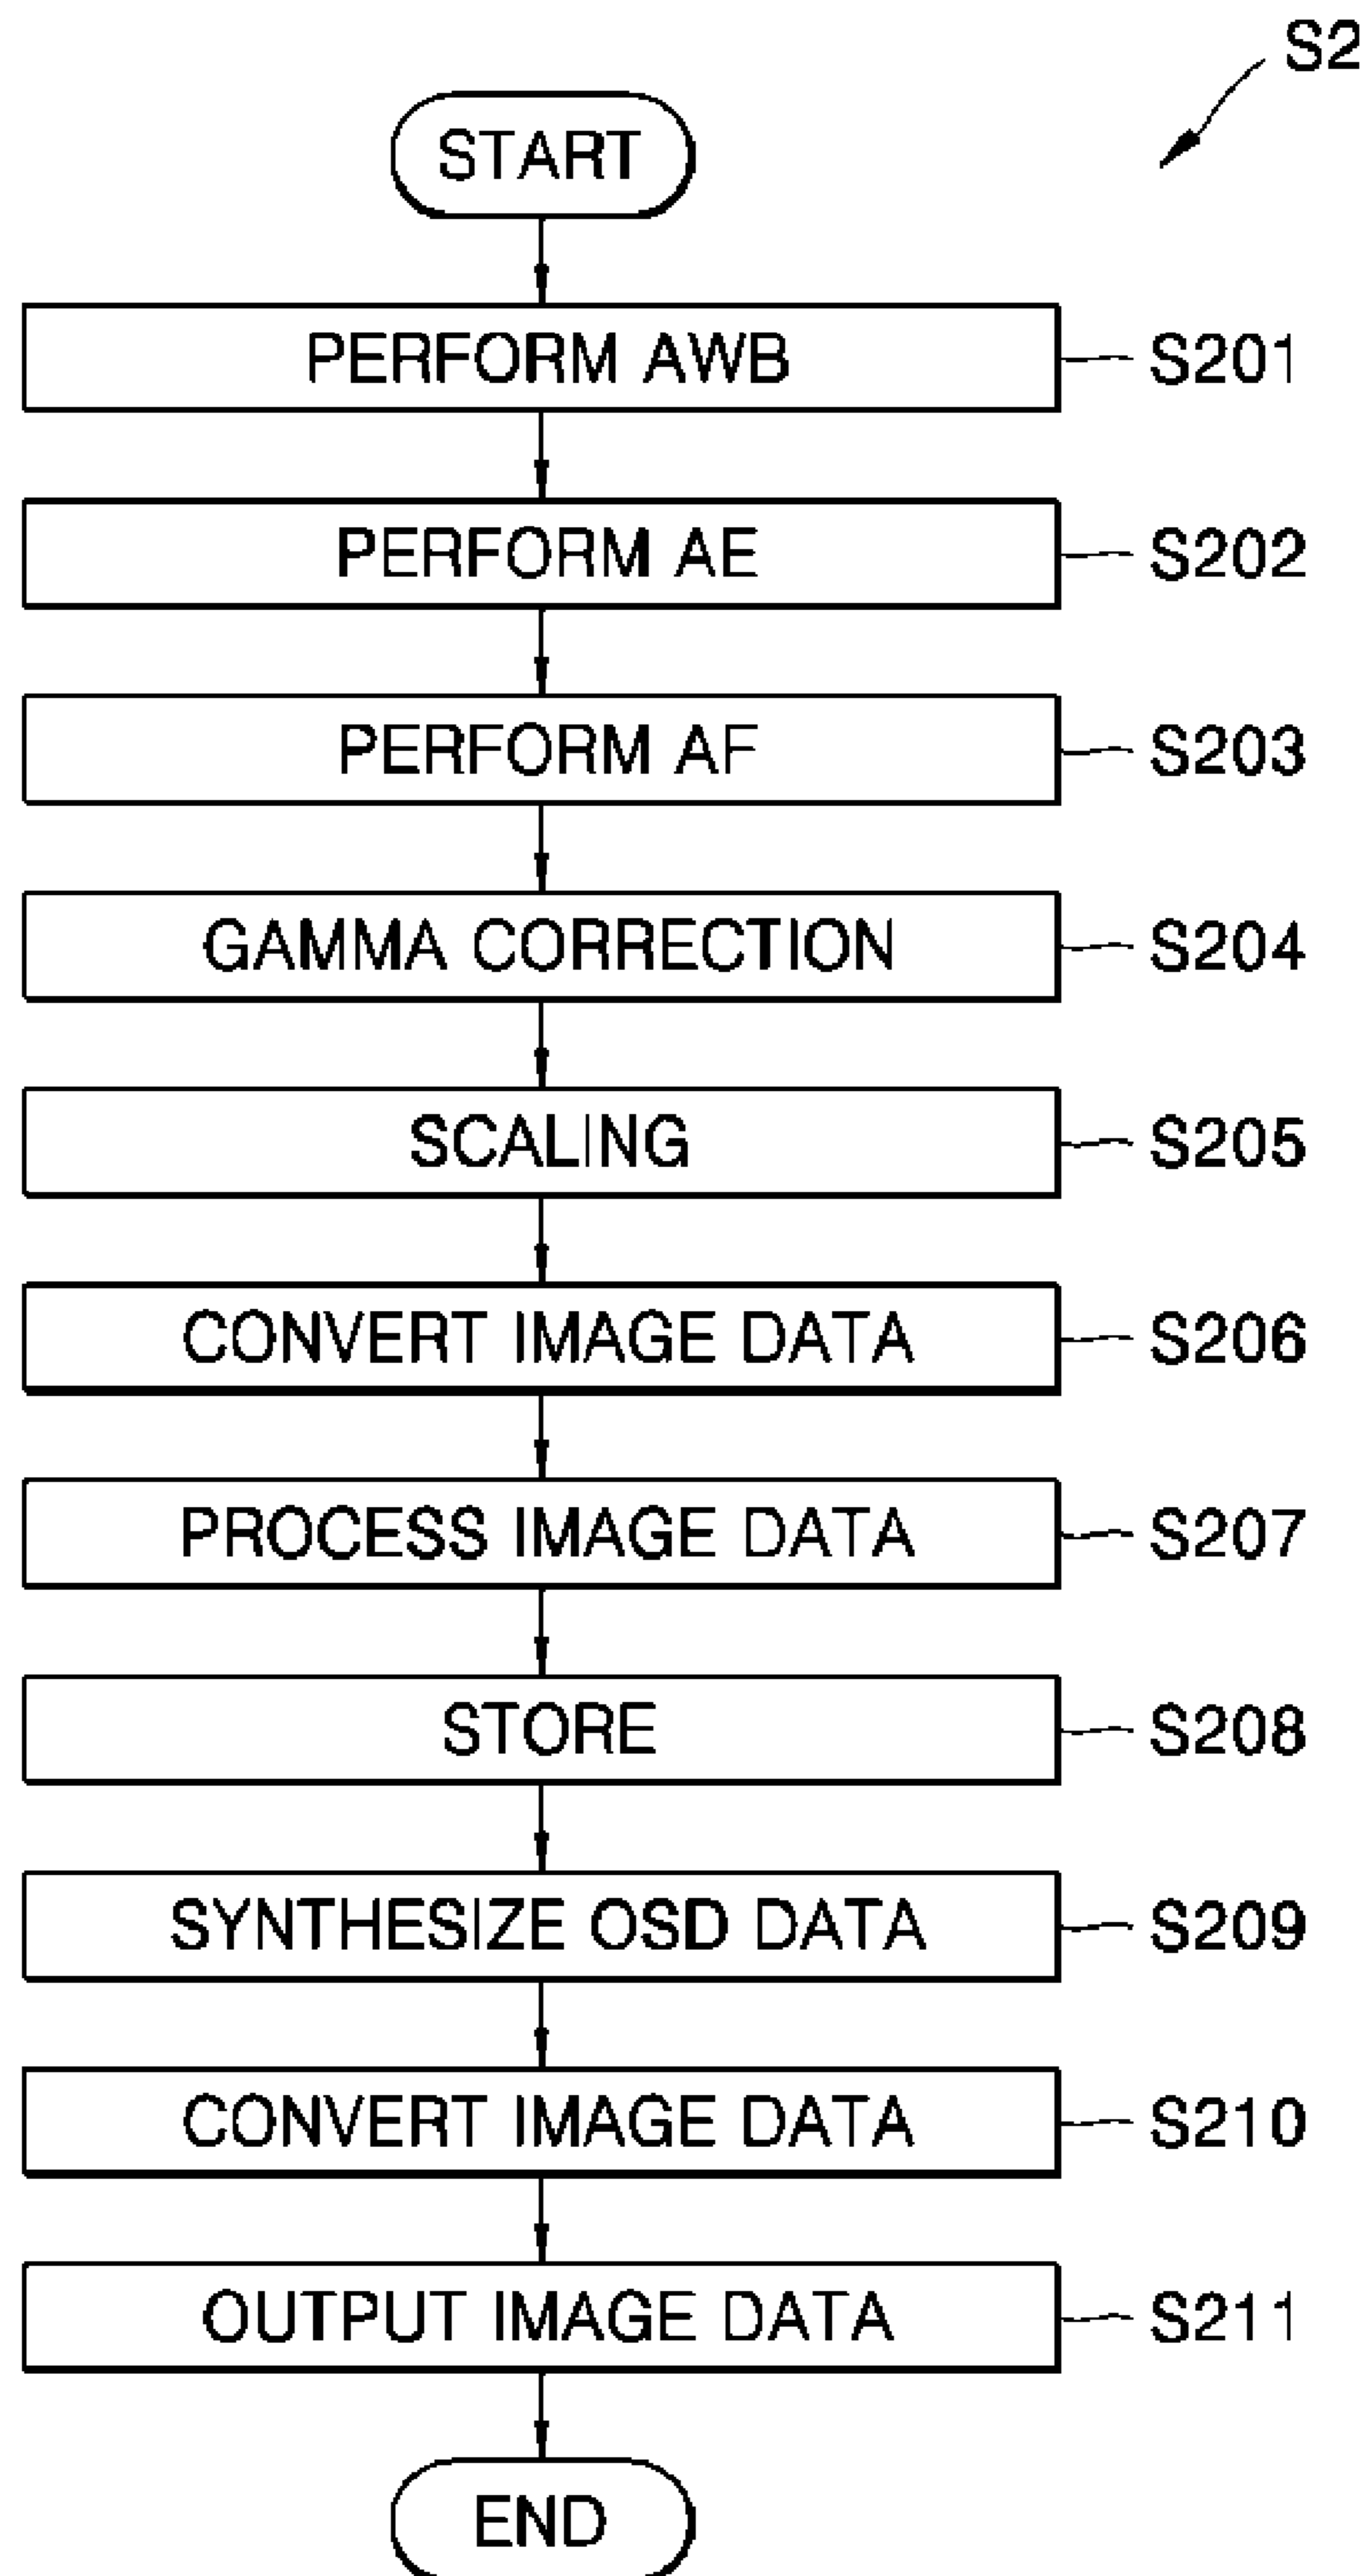 S2
START
PERFORM AWB S201
PERFORM AE S202
PERFORM AF S203
GAMMA CORRECTION S204
SCALING S205
CONVERT IMAGE DATA S206
PROCESS IMAGE DATA S207
STORE S208
SYNTHESIZE OSD DATA S209
CONVERT IMAGE DATA S210
OUTPUT IMAGE DATA S211
END